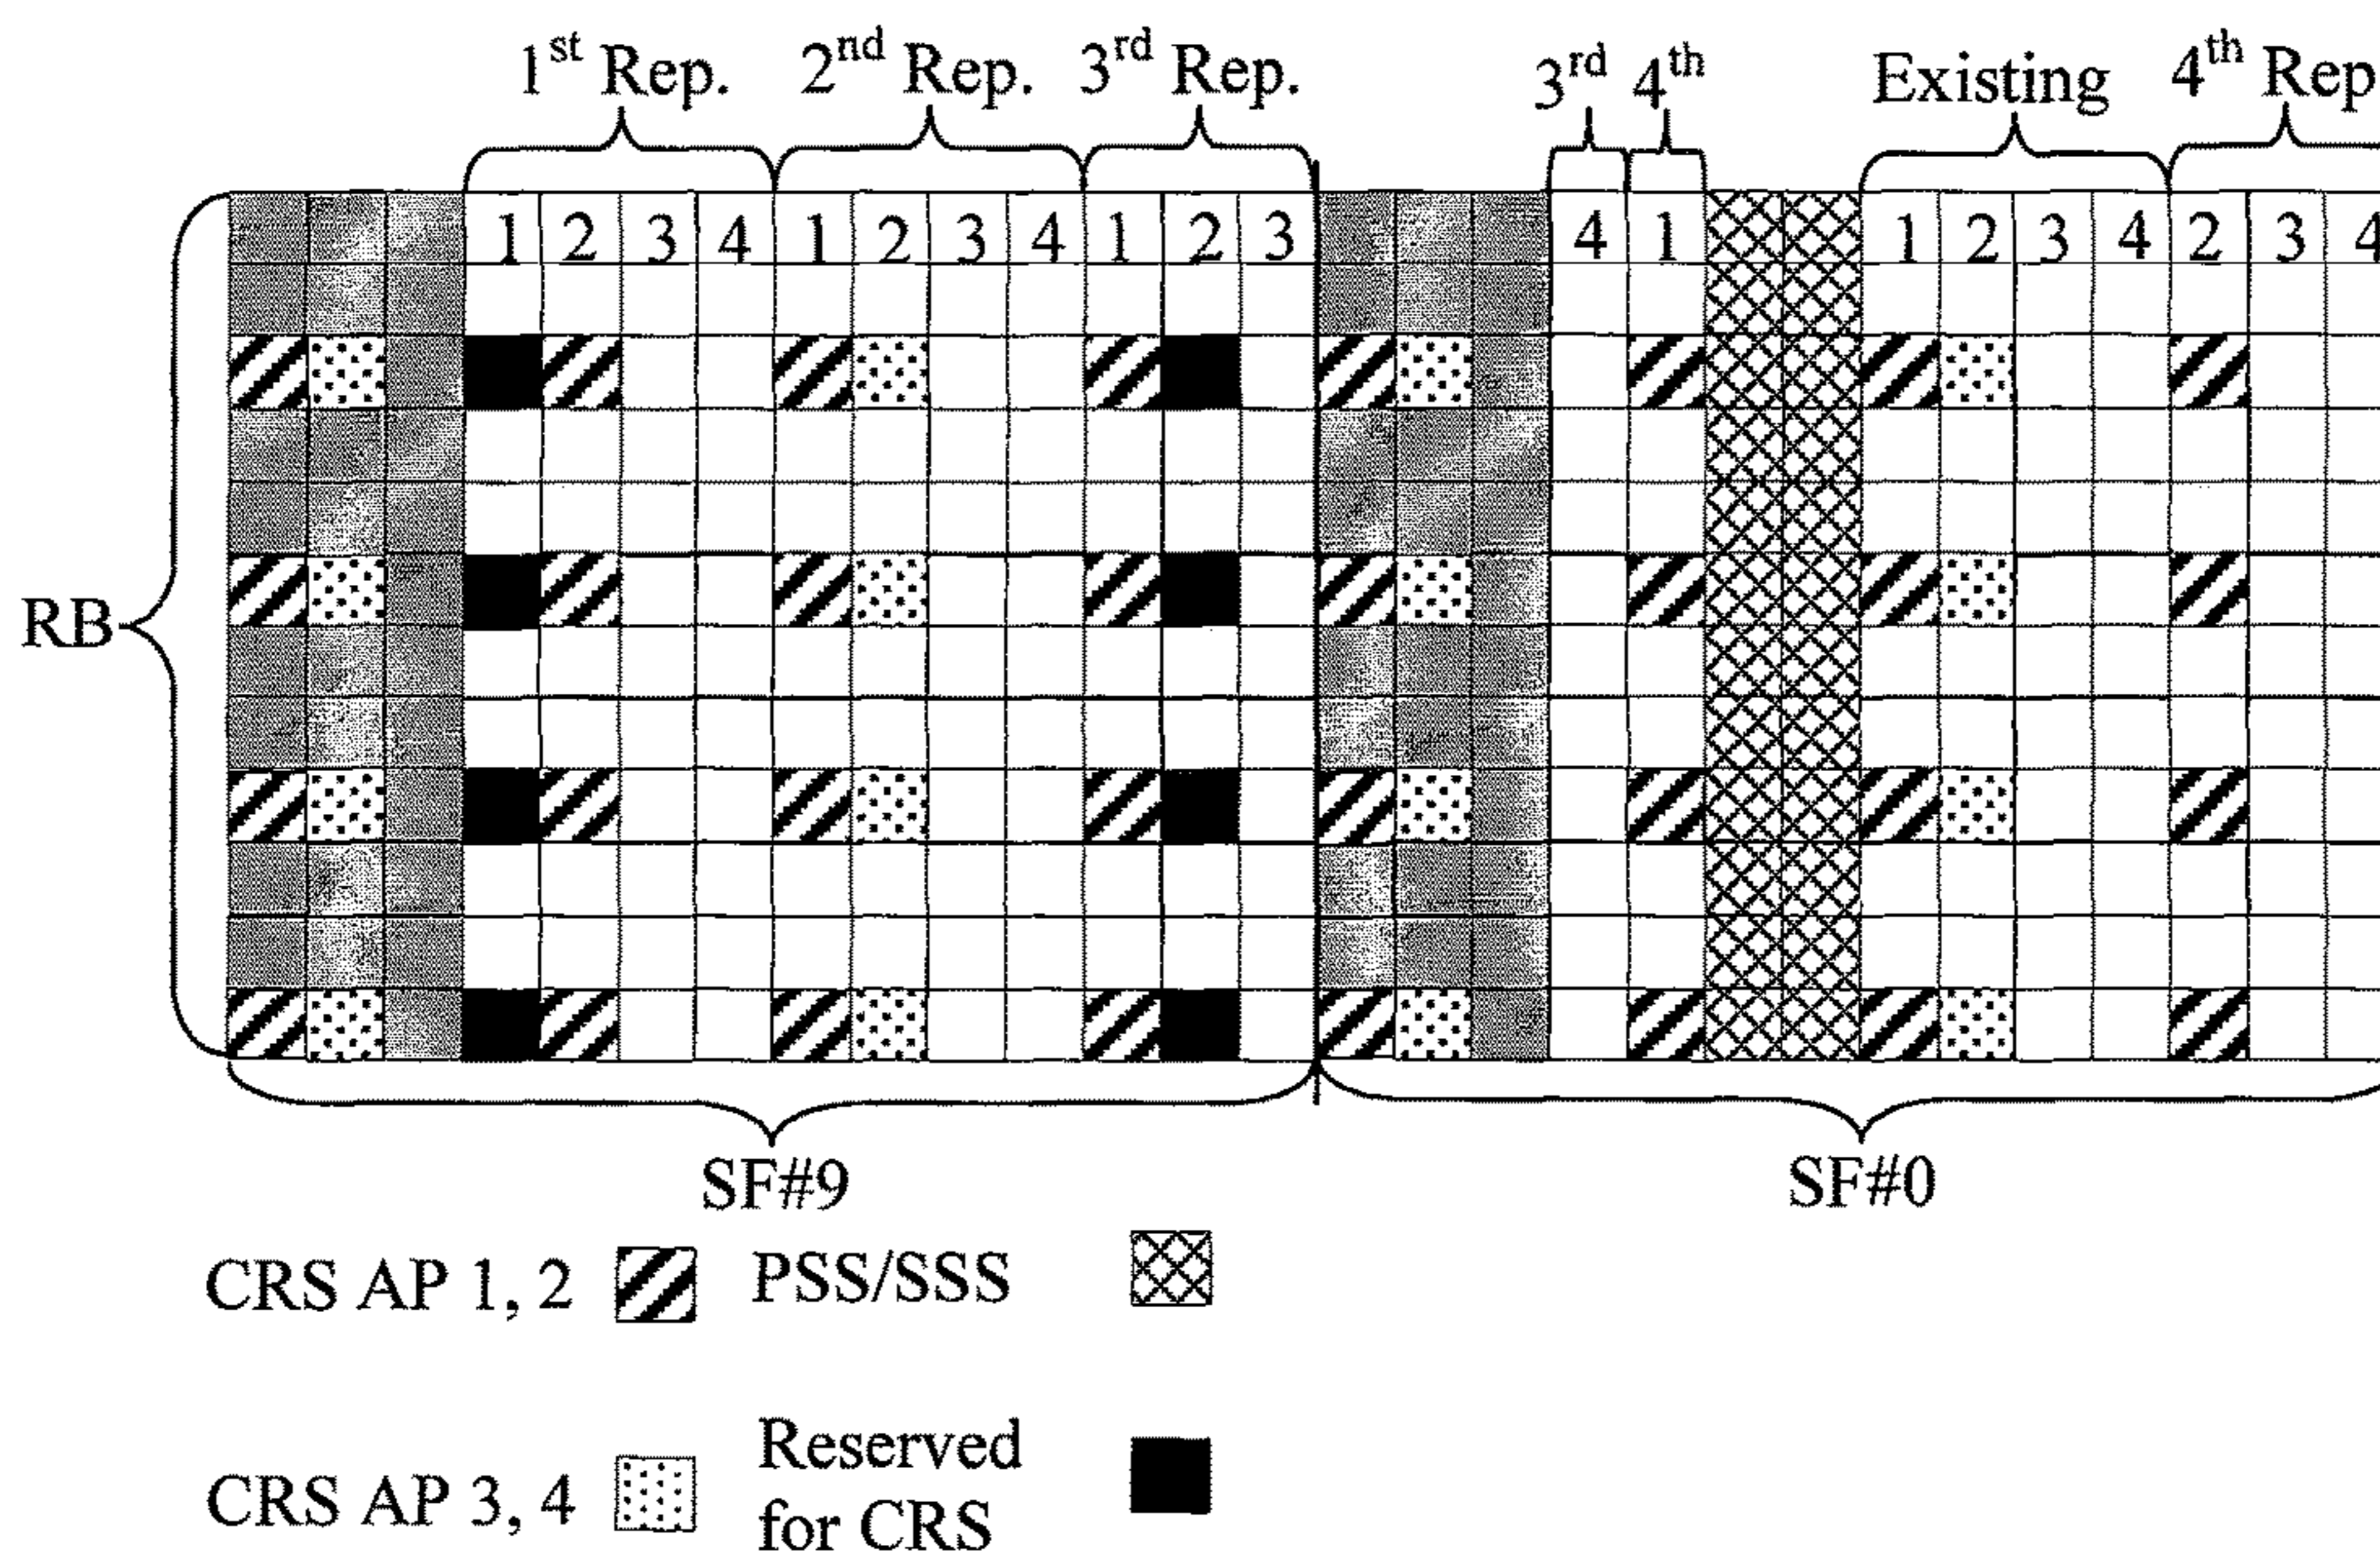 1st Rep. 2nd Rep. 3rd Rep. 3rd 4th Existing 4th Rep
1 2 3 4 1 2 3 4 1 2 3 4 1 1 2 3 4 2 3 4
RB
SF#9 SF#0
CRS AP 1, 2 PSS/SSS
CRS AP 3, 4 Reserved
for CRS